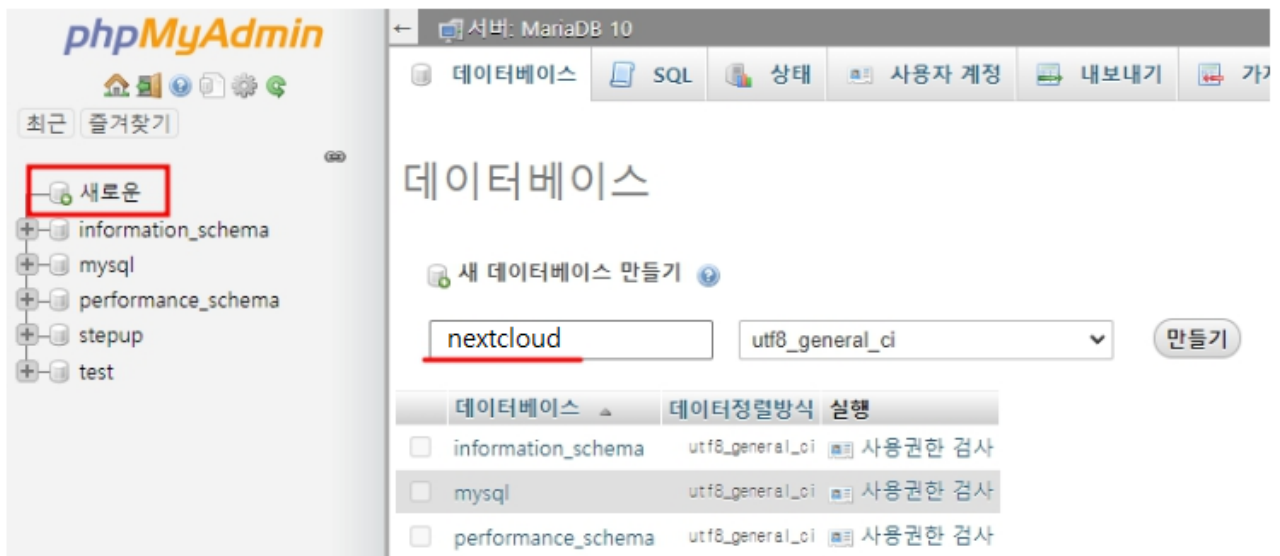 phpMyAdmin
최근 즐겨찾기
새로운
information_schema
mysql
performance_schema
stepup
test
서버: MariaDB 10
데이터베이스 SQL 상태 사용자 계정 내보내기
데이터베이스
새 데이터베이스 만들기
nextcloud utf8_general_ci 만들기
데이터베이스 데이터정렬방식 실행
information_schema utf8_general_ci 사용권한 검사
mysql utf8_general_ci 사용권한 검사
performance_schema utf8_general_ci 사용권한 검사